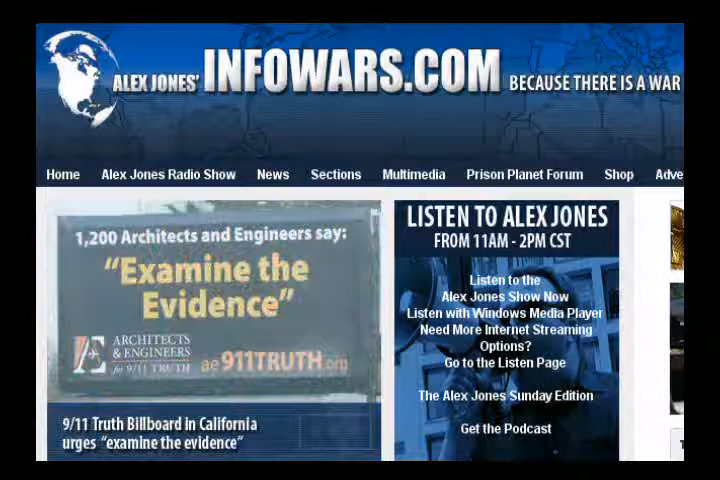 ALEX JONES' INFOWARS.COM BECAUSE THERE IS A WAR
Home Alex Jones Radio Show News Sections Multimedia Prison Planet Forum Shop Adve
1,200 Architects and Engineers say:
"Examine the
Evidence"
ARCHITECTS
& ENGINEERS
for 9/11 TRUTH
ae911TRUTH.org
9/11 Truth Billboard in California
urges "examine the evidence"
LISTEN TO ALEX JONES
FROM 11AM - 2PM CST
Listen to the
Alex Jones Show Now
Listen with Windows Media Player
Need More Internet Streaming
Options?
Go to the Listen Page
The Alex Jones Sunday Edition
Get the Podcast